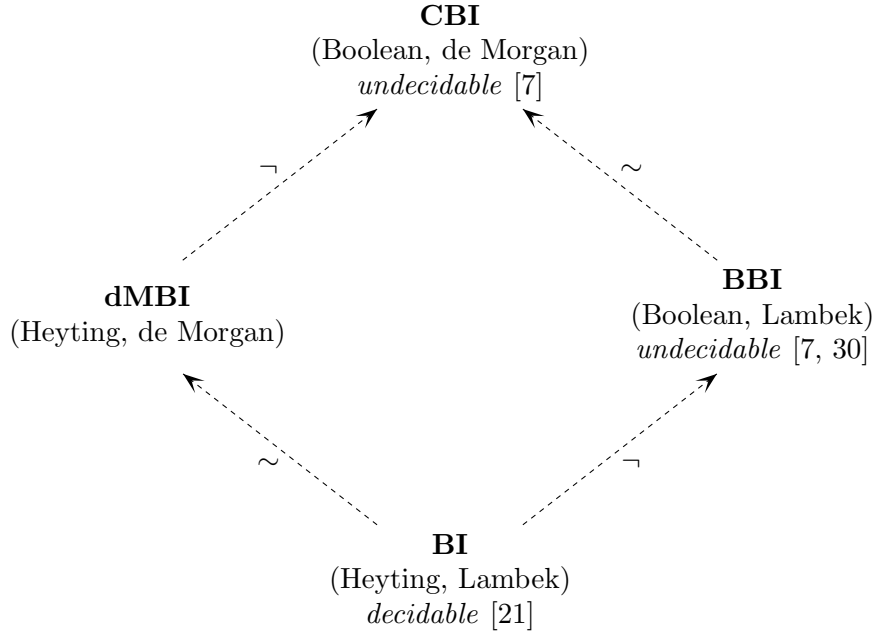 CBI
(Boolean, de Morgan)
undecidable [7]
¬
∼
dMBI
(Heyting, de Morgan)
BBI
(Boolean, Lambek)
undecidable [7, 30]
∼
¬
BI
(Heyting, Lambek)
decidable [21]